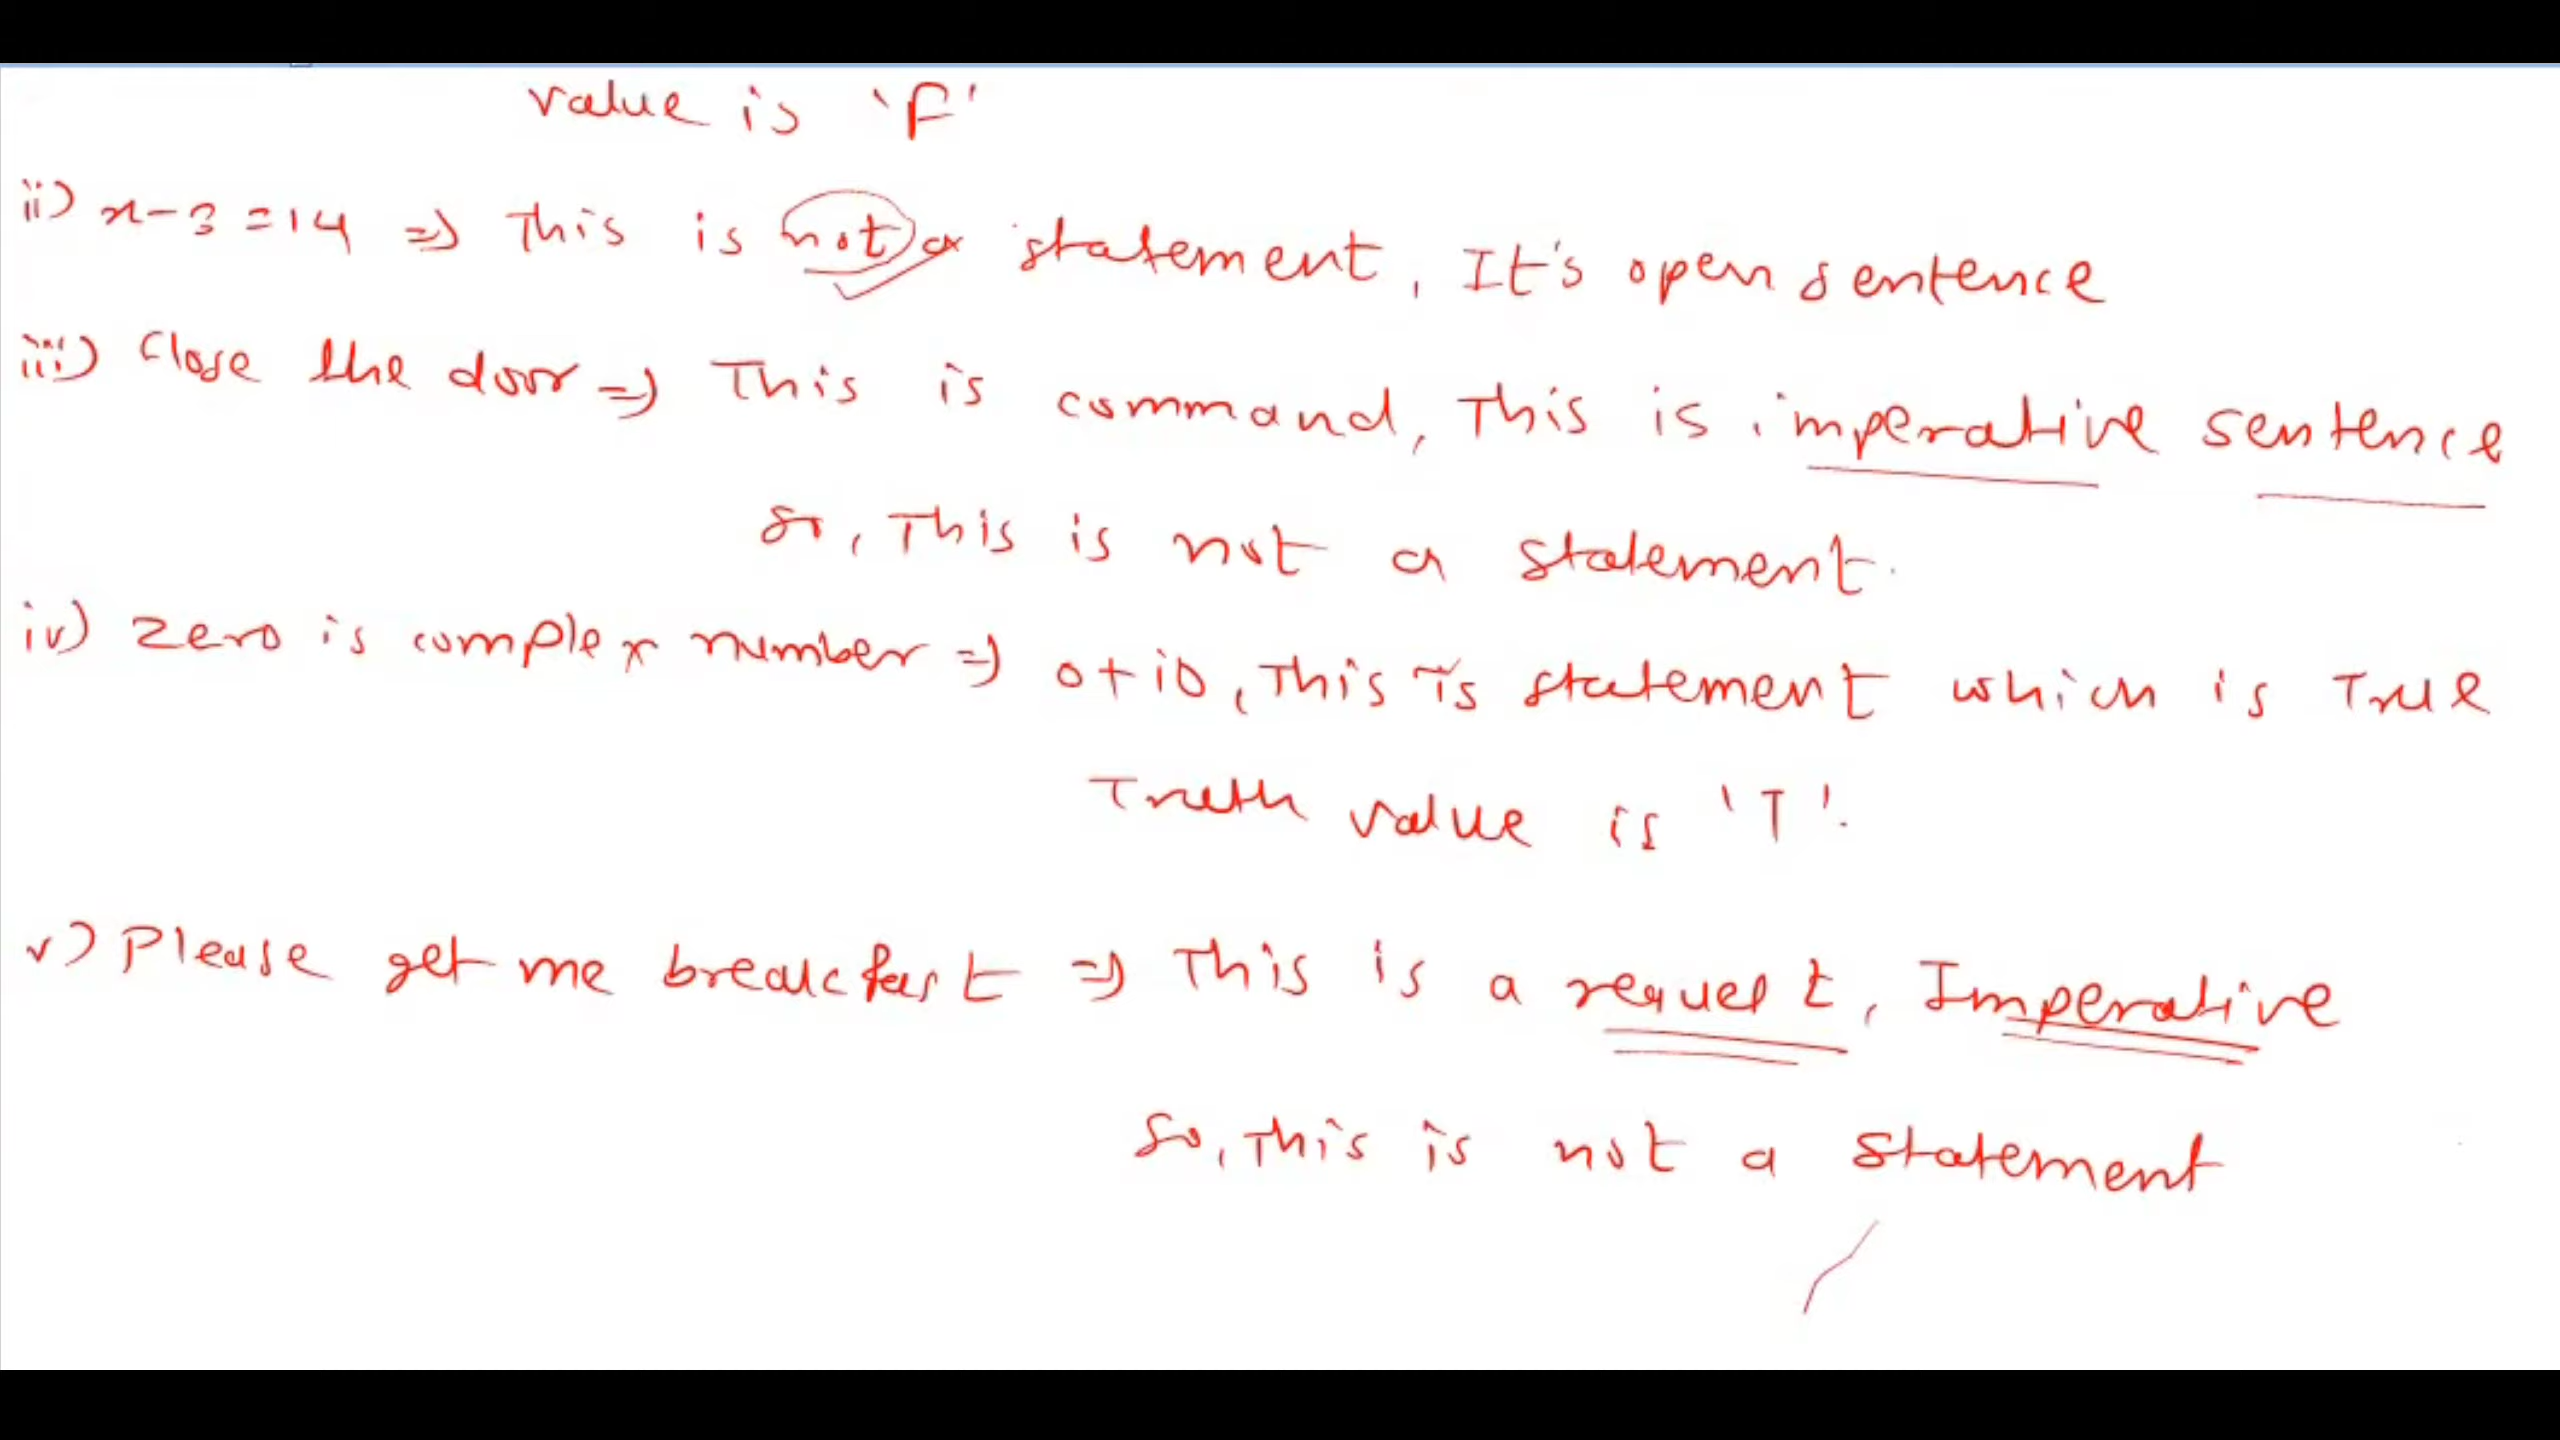 value is 'F'
ii) x-3=14 => This is not a statement, It's open sentence
iii) Close the door => This is command, This is imperative sentence
So, This is not a statement.
iv) Zero is complex number => 0+i0, This is statement which is True
Truth value is 'T'.
v) Please get me breakfast => This is a request, Imperative
So, This is not a statement